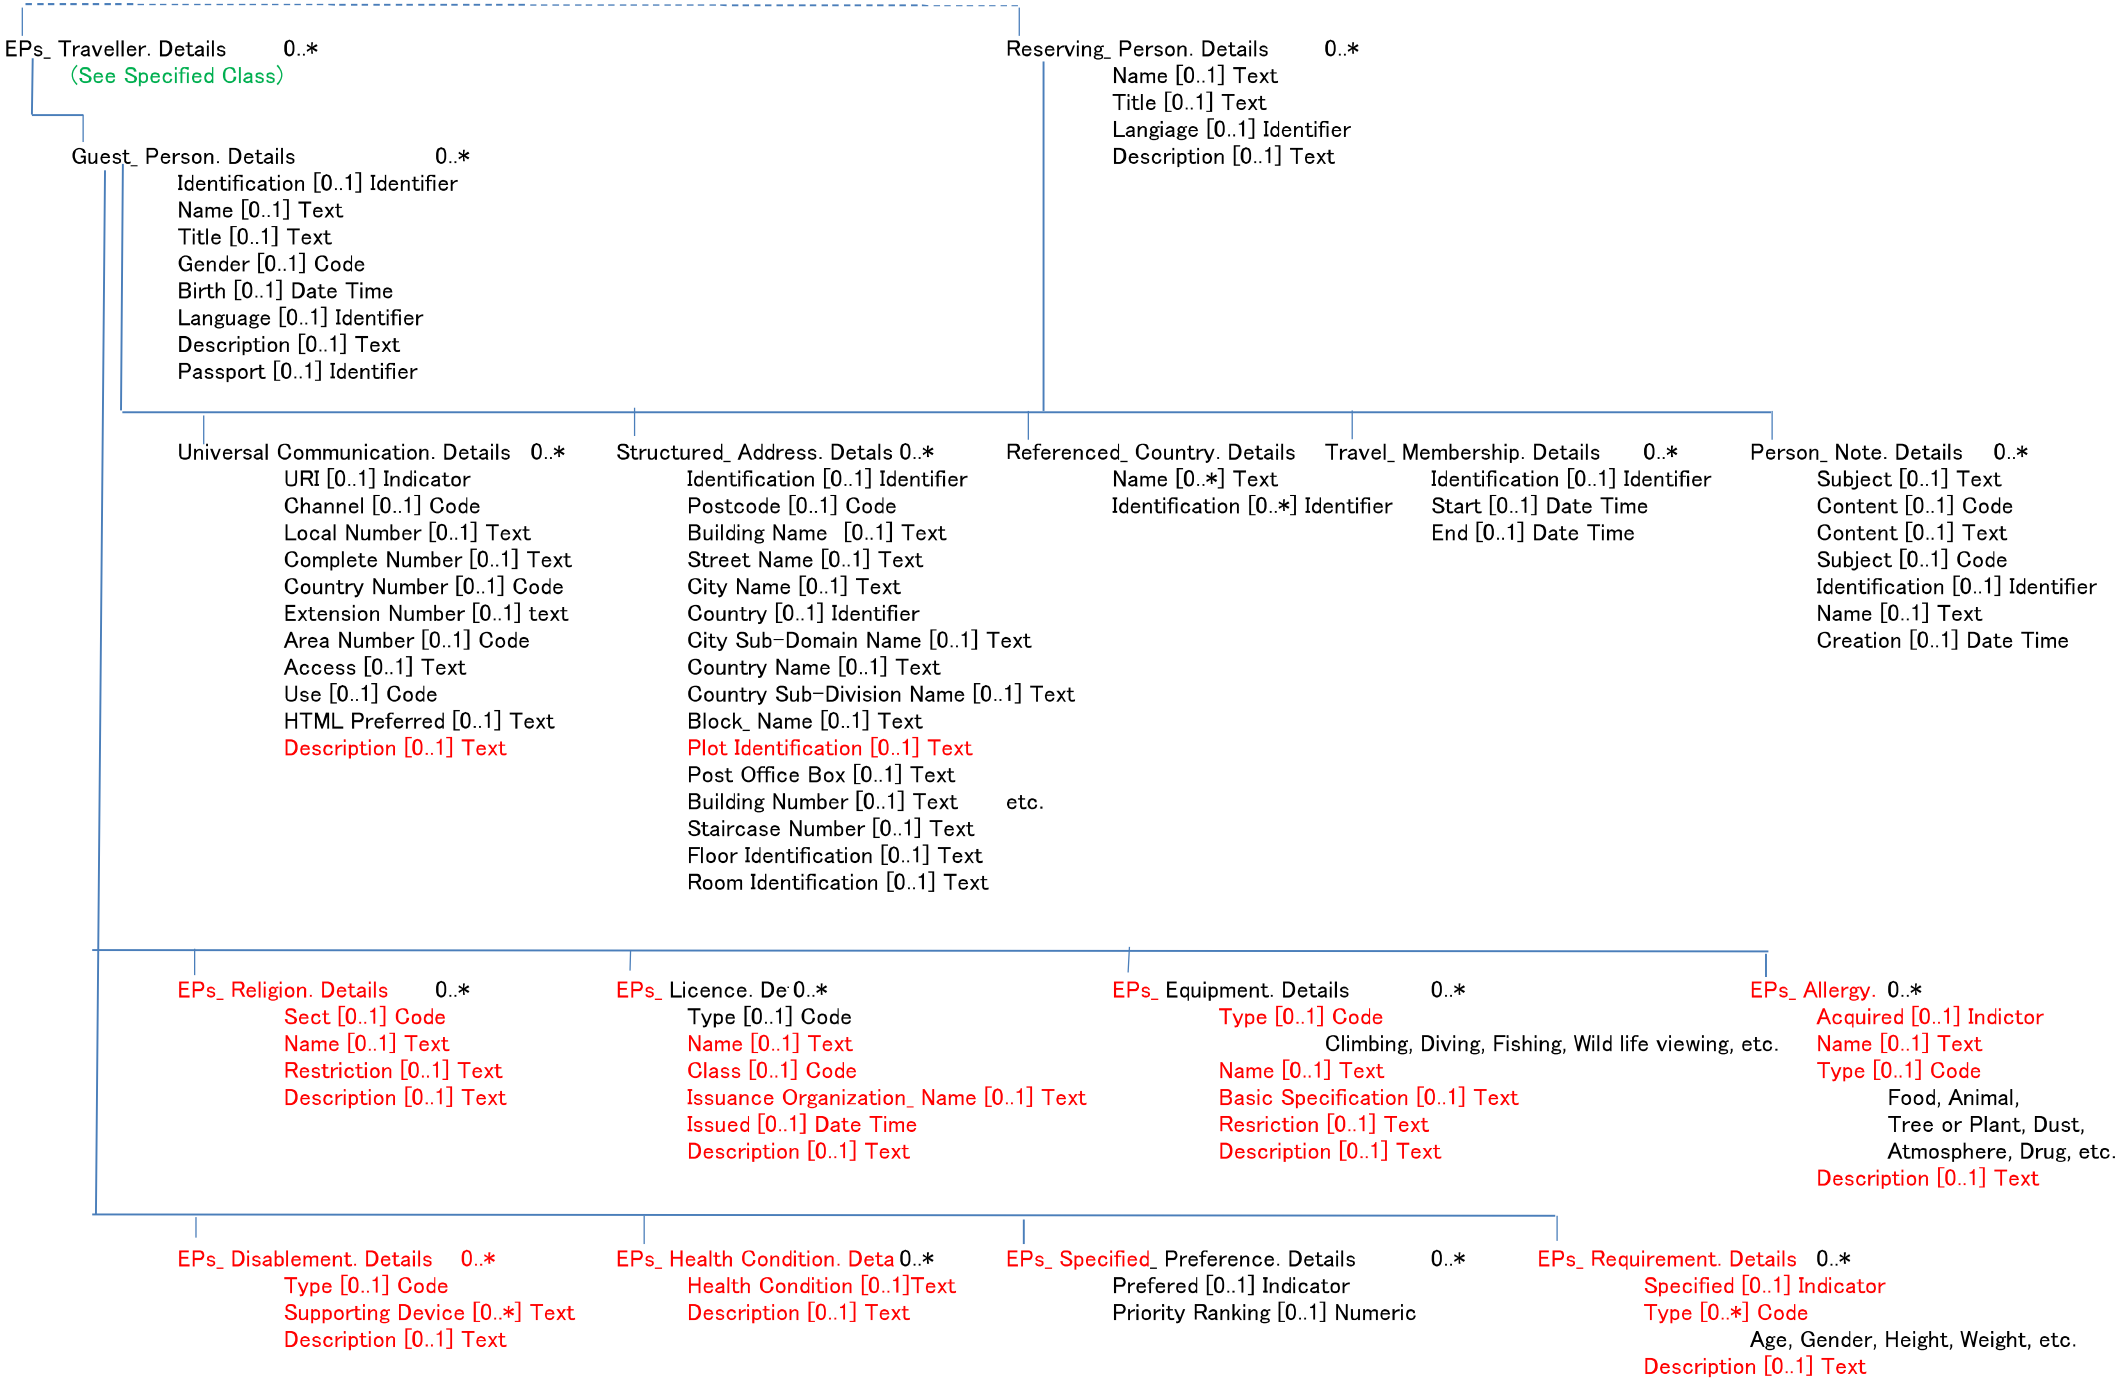 EPs_ Traveller. Details 0..*
(See Specified Class)
Reserving_ Person. Details 0..*
Name [0..1] Text
Title [0..1] Text
Langiage [0..1] Identifier
Description [0..1] Text
Guest_ Person. Details 0..*
Identification [0..1] Identifier
Name [0..1] Text
Title [0..1] Text
Gender [0..1] Code
Birth [0..1] Date Time
Language [0..1] Identifier
Description [0..1] Text
Passport [0..1] Identifier
Universal Communication. Details 0..*
URI [0..1] Indicator
Channel [0..1] Code
Local Number [0..1] Text
Complete Number [0..1] Text
Country Number [0..1] Code
Extension Number [0..1] text
Area Number [0..1] Code
Access [0..1] Text
Use [0..1] Code
HTML Preferred [0..1] Text
Description [0..1] Text
Structured_ Address. Detals 0..*
Identification [0..1] Identifier
Postcode [0..1] Code
Building Name [0..1] Text
Street Name [0..1] Text
City Name [0..1] Text
Country [0..1] Identifier
City Sub-Domain Name [0..1] Text
Country Name [0..1] Text
Country Sub-Division Name [0..1] Text
Block_ Name [0..1] Text
Plot Identification [0..1] Text
Post Office Box [0..1] Text
Building Number [0..1] Text etc.
Staircase Number [0..1] Text
Floor Identification [0..1] Text
Room Identification [0..1] Text
Referenced_ Country. Details
Name [0..*] Text
Identification [0..*] Identifier
Travel_ Membership. Details 0..*
Identification [0..1] Identifier
Start [0..1] Date Time
End [0..1] Date Time
Person_ Note. Details 0..*
Subject [0..1] Text
Content [0..1] Code
Content [0..1] Text
Subject [0..1] Code
Identification [0..1] Identifier
Name [0..1] Text
Creation [0..1] Date Time
EPs_ Religion. Details 0..*
Sect [0..1] Code
Name [0..1] Text
Restriction [0..1] Text
Description [0..1] Text
EPs_ Licence. De 0..*
Type [0..1] Code
Name [0..1] Text
Class [0..1] Code
Issuance Organization_ Name [0..1] Text
Issued [0..1] Date Time
Description [0..1] Text
EPs_ Equipment. Details 0..*
Type [0..1] Code
Climbing, Diving, Fishing, Wild life viewing, etc.
Name [0..1] Text
Basic Specification [0..1] Text
Resriction [0..1] Text
Description [0..1] Text
EPs_ Allergy. 0..*
Acquired [0..1] Indictor
Name [0..1] Text
Type [0..1] Code
Food, Animal,
Tree or Plant, Dust,
Atmosphere, Drug, etc.
Description [0..1] Text
EPs_ Disablement. Details 0..*
Type [0..1] Code
Supporting Device [0..*] Text
Description [0..1] Text
EPs_ Health Condition. Deta 0..*
Health Condition [0..1]Text
Description [0..1] Text
EPs_ Specified_ Preference. Details 0..*
Prefered [0..1] Indicator
Priority Ranking [0..1] Numeric
EPs_ Requirement. Details 0..*
Specified [0..1] Indicator
Type [0..*] Code
Age, Gender, Height, Weight, etc.
Description [0..1] Text